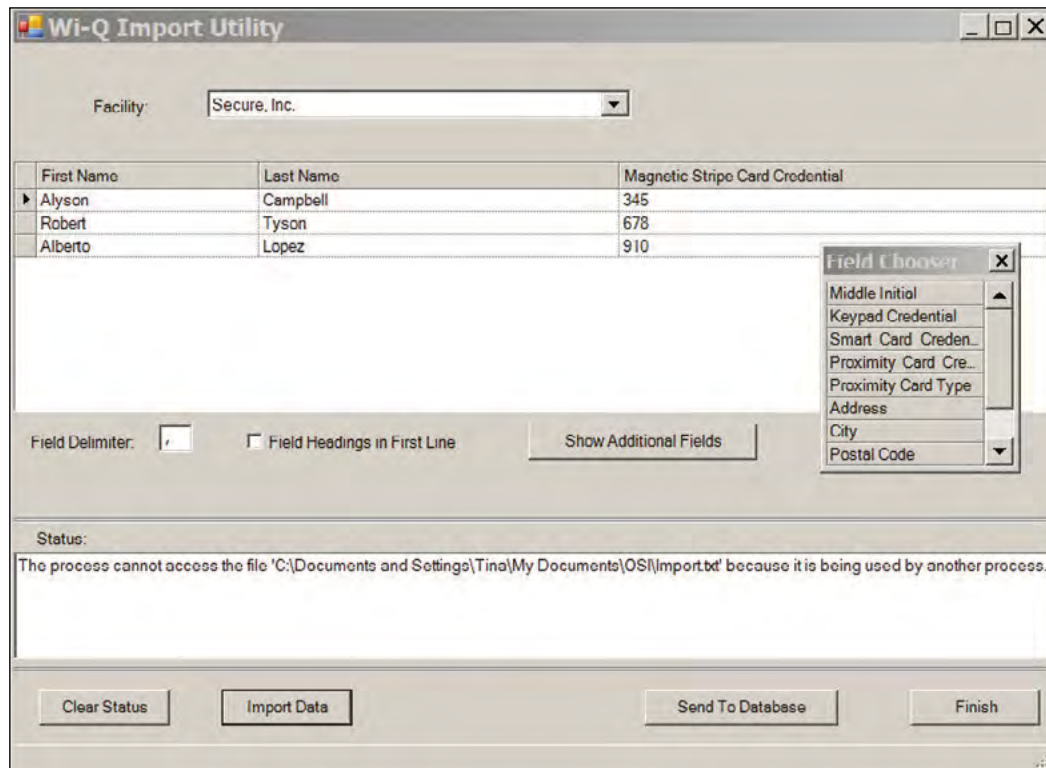 Wi-Q Import Utility
Facility: Secure, Inc.
First Name Last Name Magnetic Stripe Card Credential
Alyson Campbell 345
Robert Tyson 678
Alberto Lopez 910
Field Chooser
Middle Initial
Keypad Credential
Smart Card Creden...
Proximity Card Cre...
Proximity Card Type
Address
City
Postal Code
Field Delimiter: , Field Headings in First Line Show Additional Fields
Status:
The process cannot access the file 'C:\Documents and Settings\Tina\My Documents\OSI\Import.txt' because it is being used by another process.
Clear Status Import Data Send To Database Finish